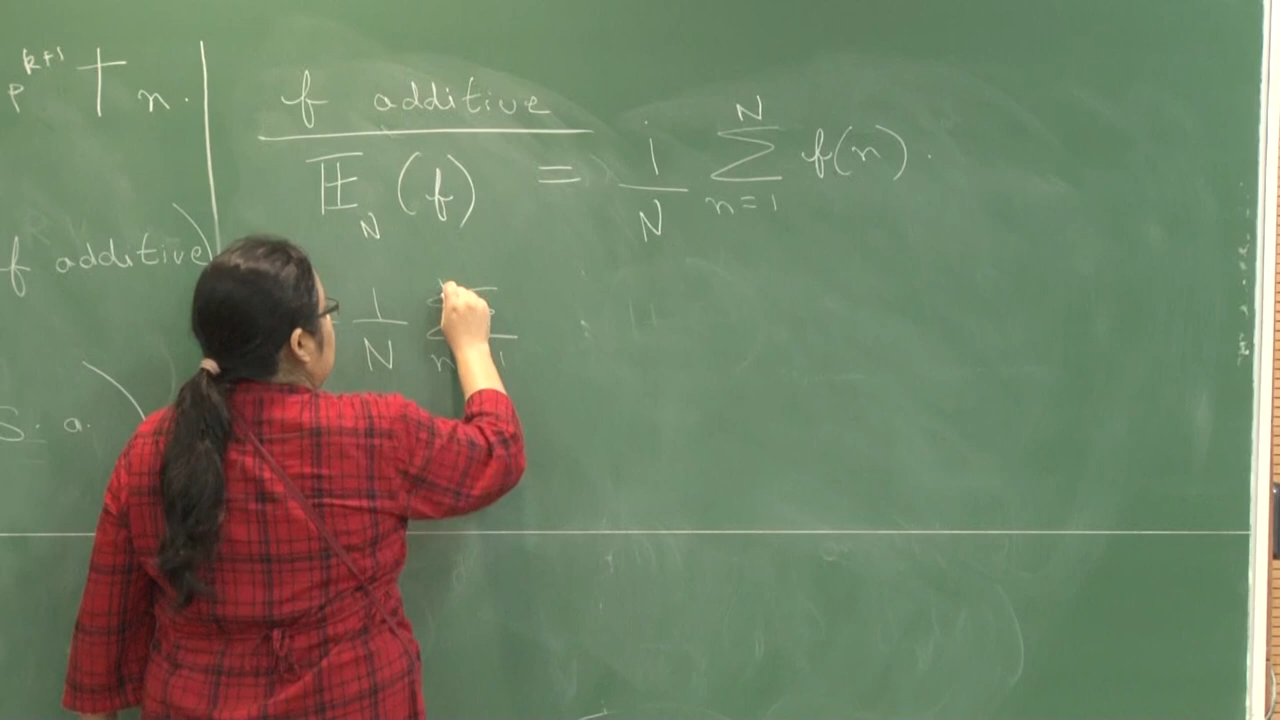 p^{k+1} † n.
f additive)
S. a.
f additive
𝔼_N (f) = 1/N ∑_{n=1}^{N} f(n).
1/N ∑